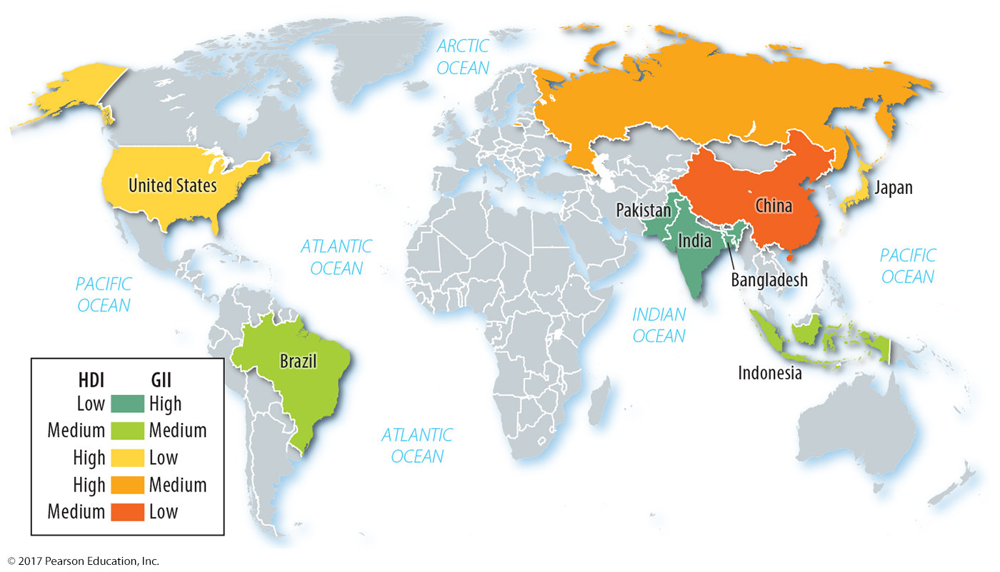 ARCTIC
OCEAN
United States
Japan
China
Pakistan
India
ATLANTIC
OCEAN
PACIFIC
OCEAN
Bangladesh
PACIFIC
OCEAN
INDIAN
OCEAN
Brazil
Indonesia
ATLANTIC
OCEAN
HDI GII
Low High
Medium Medium
High Low
High Medium
Medium Low
© 2017 Pearson Education, Inc.